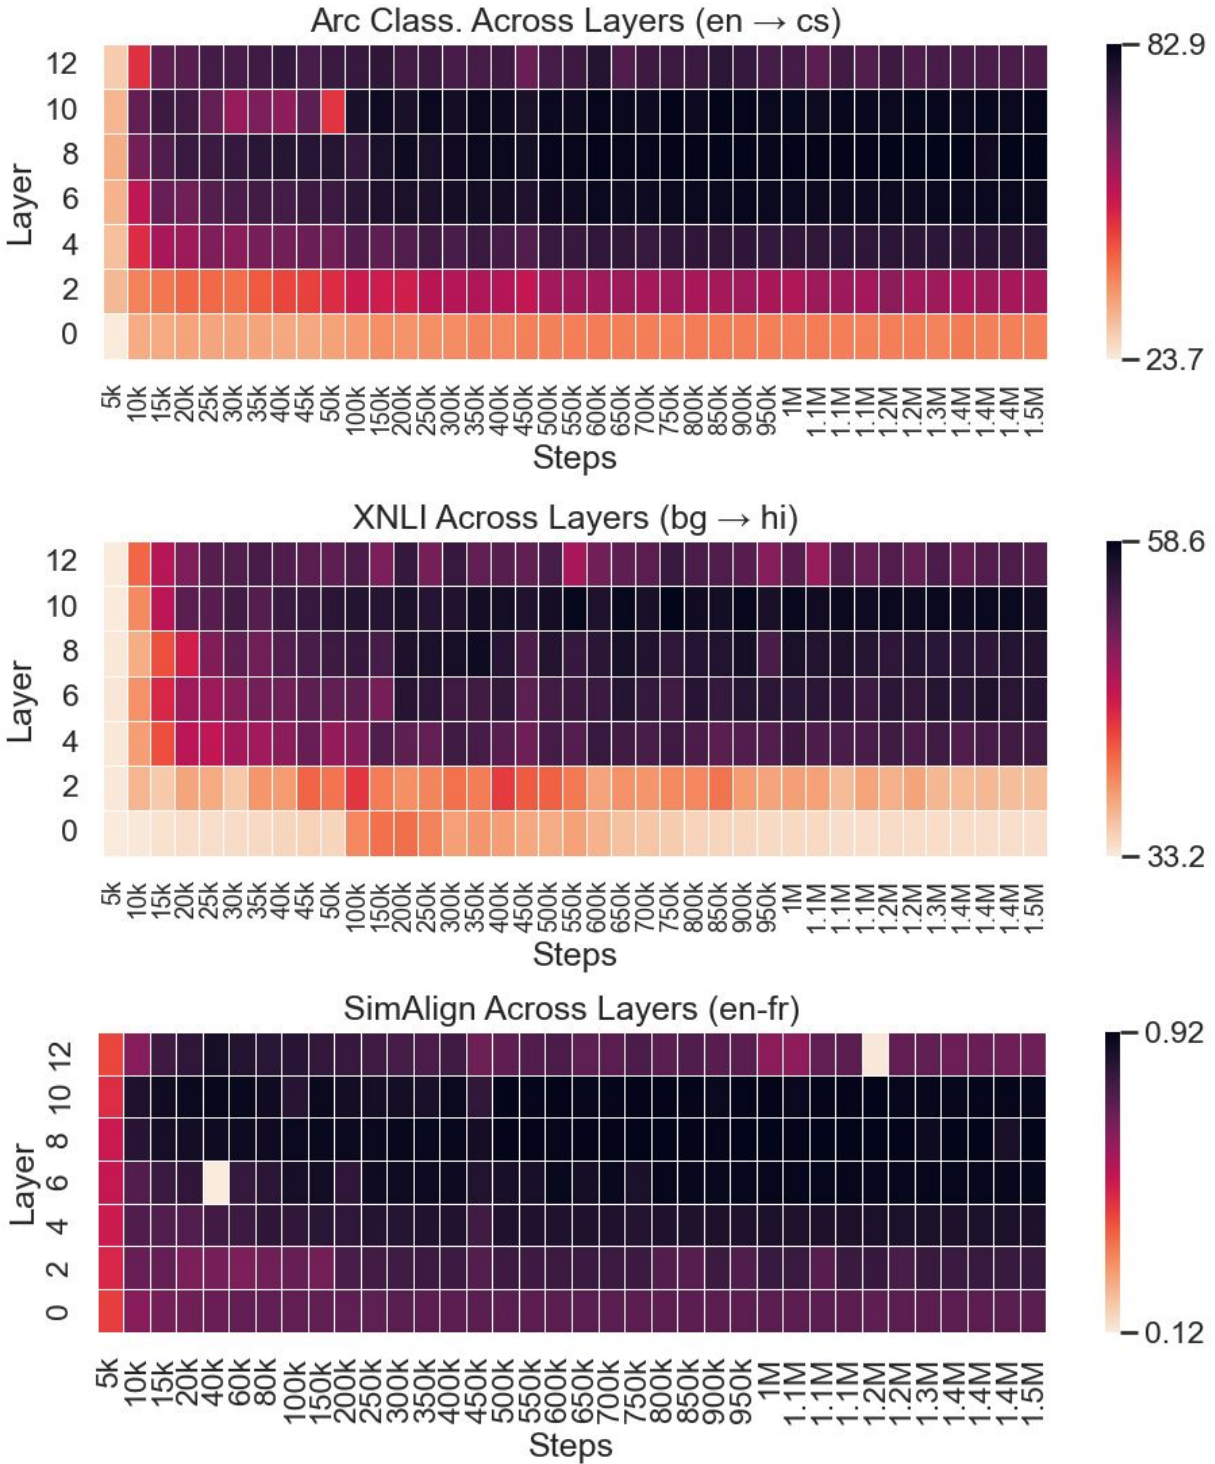 Arc Class. Across Layers (en → cs)
82.9
12
10
8
6
4
2
0
Layer
23.7
5k 10k 15k 20k 25k 30k 35k 40k 45k 50k 100k 150k 200k 250k 300k 350k 400k 450k 500k 550k 600k 650k 700k 750k 800k 850k 900k 950k 1M 1.1M 1.1M 1.1M 1.2M 1.2M 1.3M 1.4M 1.4M 1.4M 1.5M
Steps
XNLI Across Layers (bg → hi)
58.6
12
10
8
6
4
2
0
Layer
33.2
5k 10k 15k 20k 25k 30k 35k 40k 45k 50k 100k 150k 200k 250k 300k 350k 400k 450k 500k 550k 600k 650k 700k 750k 800k 850k 900k 950k 1M 1.1M 1.1M 1.1M 1.2M 1.2M 1.3M 1.4M 1.4M 1.4M 1.5M
Steps
SimAlign Across Layers (en-fr)
0.92
12
10
8
6
4
2
0
Layer
0.12
5k 10k 15k 20k 40k 60k 80k 100k 150k 200k 250k 300k 350k 400k 450k 500k 550k 600k 650k 700k 750k 800k 850k 900k 950k 1M 1.1M 1.1M 1.1M 1.2M 1.2M 1.3M 1.4M 1.4M 1.4M 1.5M
Steps